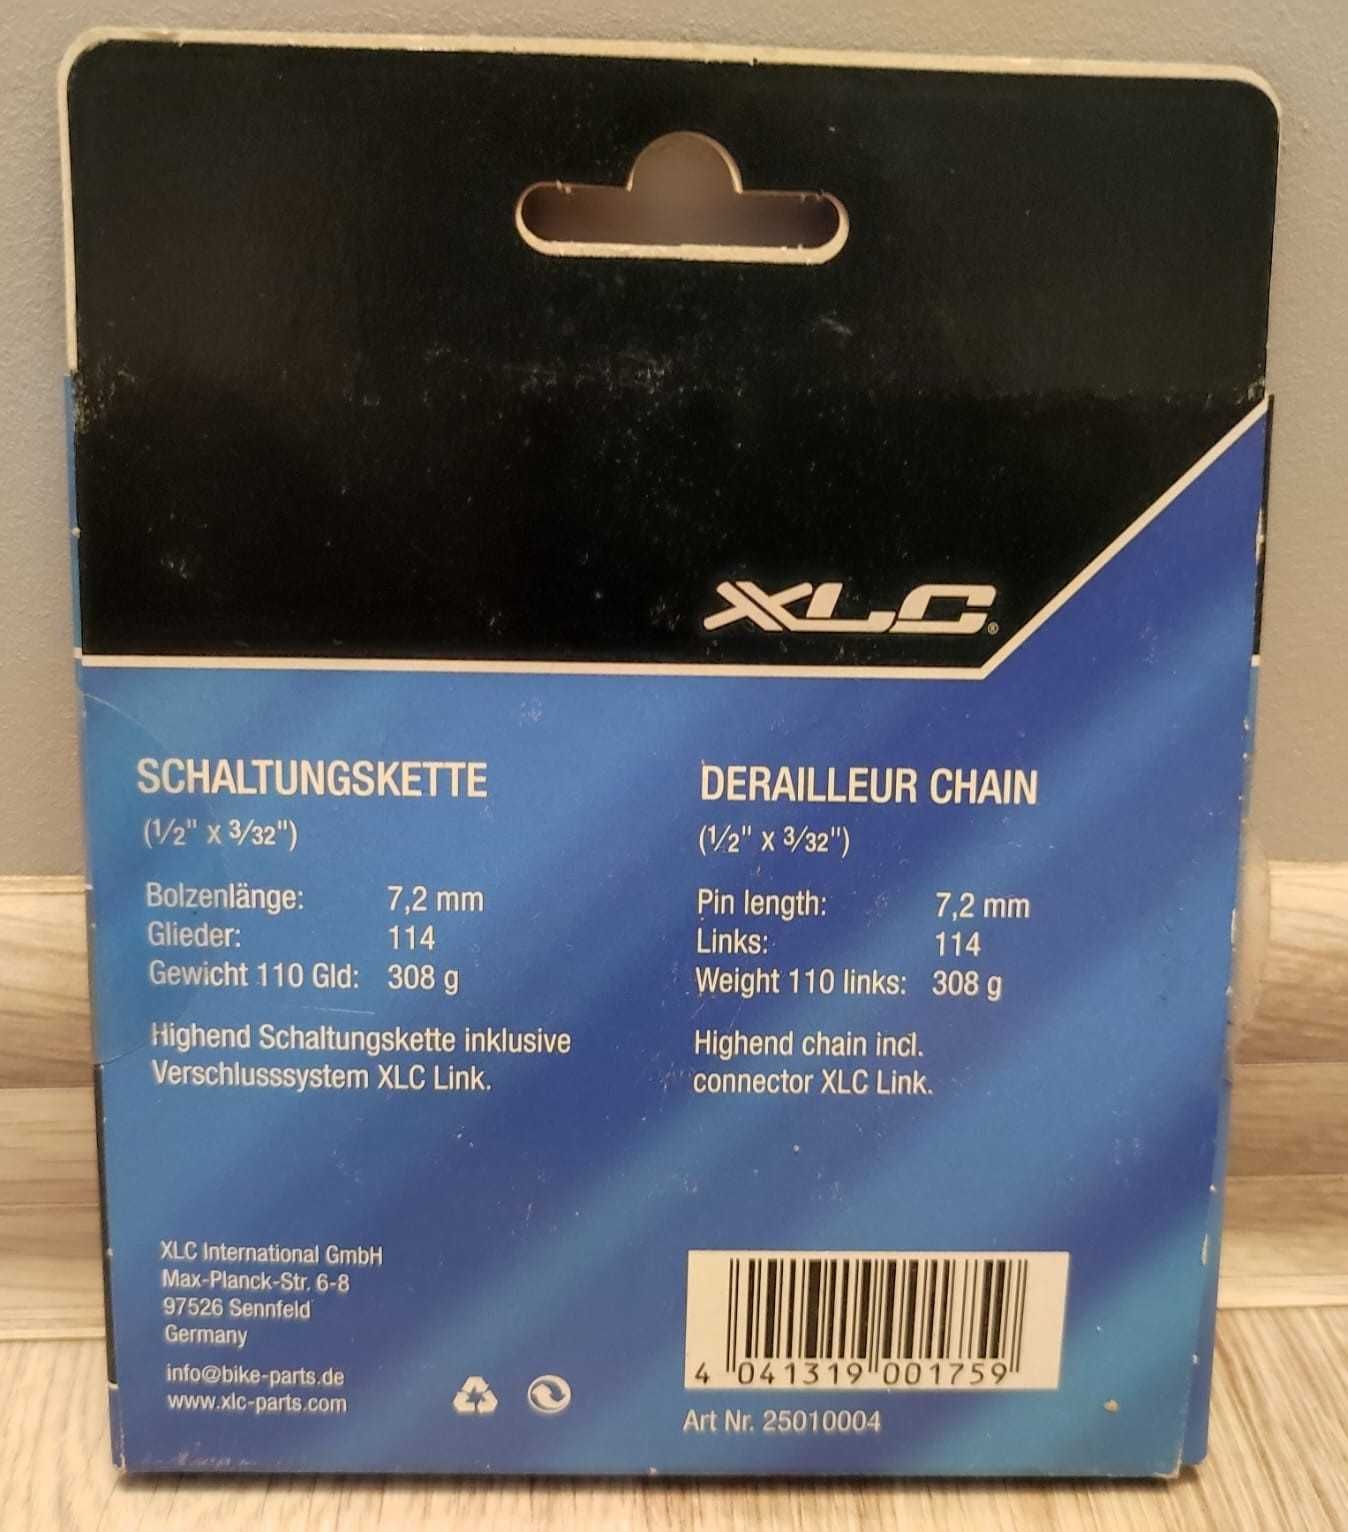 XLC®
SCHALTUNGSKETTE
(1/2" x 3/32")
Bolzenlänge: 7,2 mm
Glieder: 114
Gewicht 110 Gld: 308 g
Highend Schaltungskette inklusive
Verschlusssystem XLC Link.
DERAILLEUR CHAIN
(1/2" x 3/32")
Pin length: 7,2 mm
Links: 114
Weight 110 links: 308 g
Highend chain incl.
connector XLC Link.
XLC International GmbH
Max-Planck-Str. 6-8
97526 Sennfeld
Germany
info@bike-parts.de
www.xlc-parts.com
4 041319 001759
Art Nr. 25010004